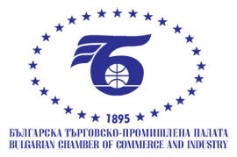 1895
БЪЛГАРСКА ТЪРГОВСКО-ПРОМИШЛЕНА ПАЛАТА
BULGARIAN CHAMBER OF COMMERCE AND INDUSTRY